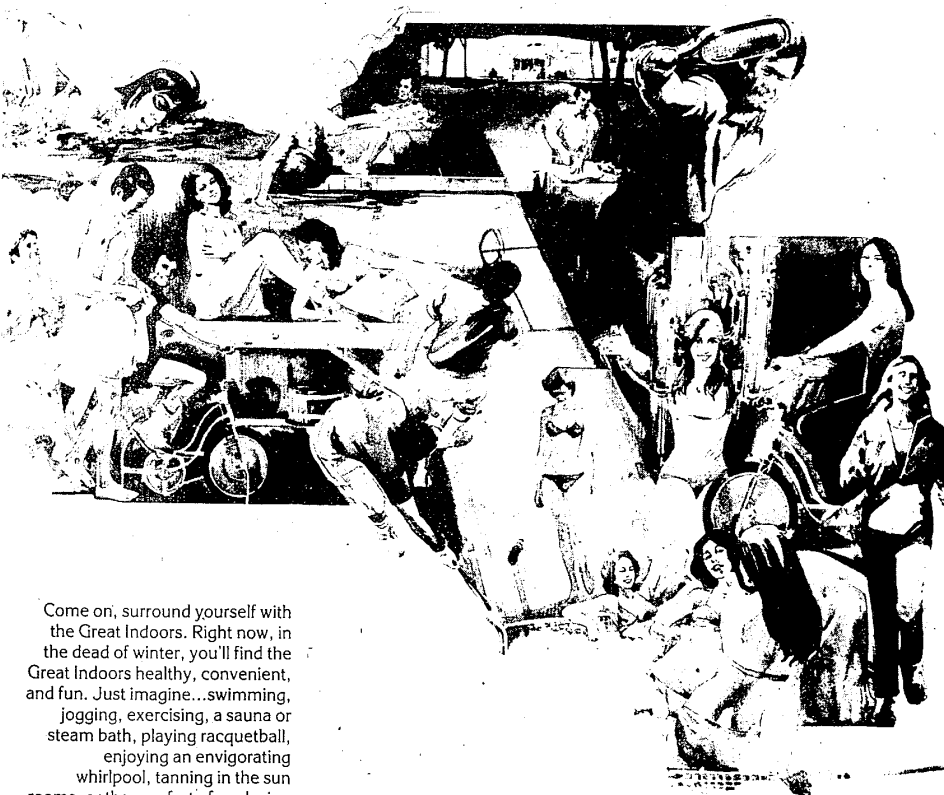 Come on, surround yourself with
the Great Indoors. Right now, in
the dead of winter, you'll find the
Great Indoors healthy, convenient,
and fun. Just imagine...swimming,
jogging, exercising, a sauna or
steam bath, playing racquetball,
enjoying an envigorating
whirlpool, tanning in the sun